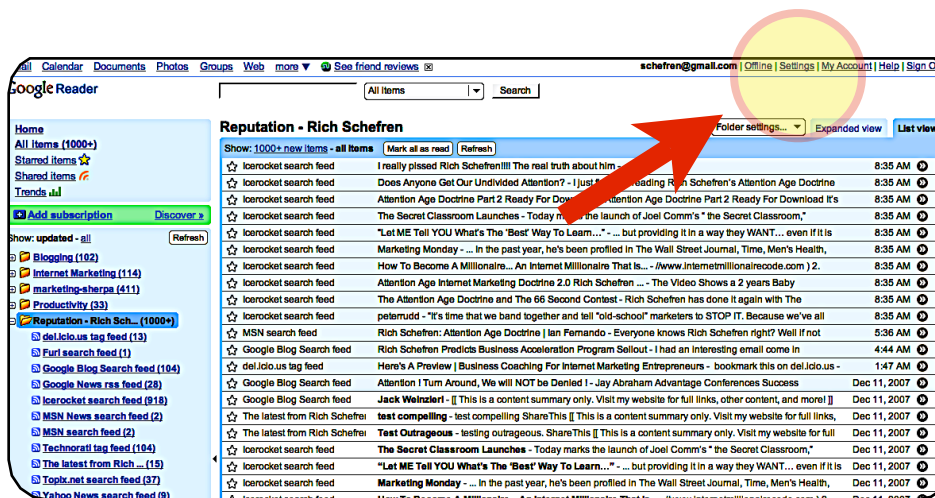 Calendar Documents Photos Groups Web more ▼ See friend reviews
schefren@gmail.com | Offline | Settings | My Account | Help | Sign
Google Reader
All items
Search
Home
All items (1000+)
Starred items
Shared items
Trends
Add subscription Discover »
Show: updated - all Refresh
Blogging (102)
Internet Marketing (114)
marketing-sherpa (411)
Productivity (33)
Reputation - Rich Sch... (1000+)
del.icio.us tag feed (13)
Furl search feed (1)
Google Blog Search feed (104)
Google News rss feed (28)
Icerocket search feed (918)
MSN News search feed (2)
MSN search feed (2)
Technorati tag feed (104)
The latest from Rich ... (15)
Topix.net search feed (37)
Yahoo News search feed (9)
Reputation - Rich Schefren
Folder settings... Expanded view List view
Show: 1000+ new items - all items Mark all as read Refresh
Icerocket search feed I really pissed Rich Schefren!!!! The real truth about him - 8:35 AM
Icerocket search feed Does Anyone Get Our Undivided Attention? - I just reading Rich Schefren's Attention Age Doctrine 8:35 AM
Icerocket search feed Attention Age Doctrine Part 2 Ready For Attention Age Doctrine Part 2 Ready For Download It's 8:35 AM
Icerocket search feed The Secret Classroom Launches - Today marks the launch of Joel Comm's " the Secret Classroom," 8:35 AM
Icerocket search feed "Let ME Tell YOU What's The 'Best' Way To Learn…" - ... but providing it in a way they WANT... even if it is 8:35 AM
Icerocket search feed Marketing Monday - ... In the past year, he's been profiled in The Wall Street Journal, Time, Men's Health, 8:35 AM
Icerocket search feed How To Become A Millionaire... An Internet Millionaire That Is... - //www.internetmillionairecode.com ) 2. 8:35 AM
Icerocket search feed Attention Age Internet Marketing Doctrine 2.0 Rich Schefren ... - The Video Shows a 2 years Baby 8:35 AM
Icerocket search feed The Attention Age Doctrine and The 66 Second Contest - Rich Schefren has done it again with The 8:35 AM
Icerocket search feed peterrudd - "It's time that we band together and tell "old-school" marketers to STOP IT. Because we've all 8:35 AM
MSN search feed Rich Schefren: Attention Age Doctrine | Ian Fernando - Everyone knows Rich Schefren right? Well if not 5:36 AM
Google Blog Search feed Rich Schefren Predicts Business Acceleration Program Sellout - I had an interesting email come in 4:44 AM
del.icio.us tag feed Here's A Preview | Business Coaching For Internet Marketing Entrepreneurs - bookmark this on del.icio.us - 1:47 AM
Google Blog Search feed Attention ! Turn Around, We will NOT be Denied ! - Jay Abraham Advantage Conferences Success Dec 11, 2007
Google Blog Search feed Jack Weinzierl - [[ This is a content summary only. Visit my website for full links, other content, and more! ]] Dec 11, 2007
The latest from Rich Schefren test compelling - test compelling ShareThis [[ This is a content summary only. Visit my website for full links, Dec 11, 2007
The latest from Rich Schefren Test Outrageous - testing outrageous. ShareThis [[ This is a content summary only. Visit my website for full Dec 11, 2007
Icerocket search feed The Secret Classroom Launches - Today marks the launch of Joel Comm's " the Secret Classroom," Dec 11, 2007
Icerocket search feed "Let ME Tell YOU What's The 'Best' Way To Learn…" - ... but providing it in a way they WANT... even if it is Dec 11, 2007
Icerocket search feed Marketing Monday - ... In the past year, he's been profiled in The Wall Street Journal, Time, Men's Health, Dec 11, 2007